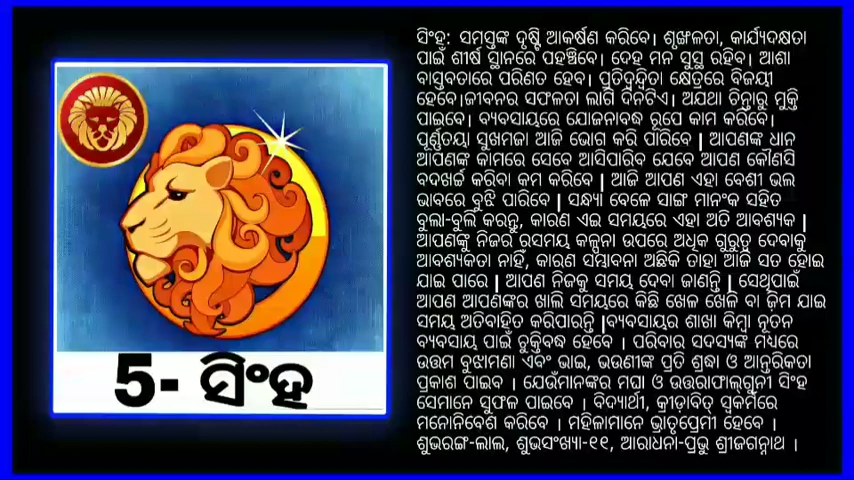 ସିଂହ: ସମସ୍ତଙ୍କ ଦୃଷ୍ଟି ଆକର୍ଷଣ କରିବେ। ଶୃଙ୍ଖଳତା, କାର୍ଯ୍ୟଦକ୍ଷତା
ପାଇଁ ଶୀର୍ଷ ସ୍ଥାନରେ ପହଞ୍ଚିବେ। ଦେହ ମନ ସୁସ୍ଥ ରହିବ। ଆଶା
ବାସ୍ତବତାରେ ପରିଣତ ହେବ। ପ୍ରତିଦ୍ୱନ୍ଦ୍ୱିତା କ୍ଷେତ୍ରରେ ବିଜୟୀ
ହେବେ।ଜୀବନର ସଫଳତା ଲାଗି ଦିନଟିଏ। ଅଯଥା ଚିନ୍ତାରୁ ମୁକ୍ତି
ପାଇବେ। ବ୍ୟବସାୟରେ ଯୋଜନାବଦ୍ଧ ରୂପେ କାମ କରିବେ।
ପୂର୍ଣ୍ଣତୟା ସୁଖମଜା ଆଜି ଭୋଗ କରି ପାରିବେ | ଆପଣଙ୍କ ଧାନ
ଆପଣଙ୍କ କାମରେ ସେବେ ଆସିପାରିବ ଯେବେ ଆପଣ କୌଣସି
ବଦଖର୍ଚ୍ଚ କରିବା କମ କରିବେ | ଆଜି ଆପଣ ଏହା ବେଶୀ ଭଲ
ଭାବରେ ବୁଝି ପାରିବେ | ସନ୍ଧ୍ୟା ବେଳେ ସାଙ୍ଗ ମାନଂକ ସହିତ
ବୁଲା-ବୁଲି କରନ୍ତୁ, କାରଣ ଏଇ ସମୟରେ ଏହା ଅତି ଆବଶ୍ୟକ |
ଆପଣଙ୍କୁ ନିଜର ରସମୟ କଳ୍ପନା ଉପରେ ଅଧିକ ଗୁରୁତ୍ୱ ଦେବାକୁ
ଆବଶ୍ୟକତା ନାହିଁ, କାରଣ ସମ୍ଭାବନା ଅଛିକି ତାହା ଆଜି ସତ ହୋଇ
ଯାଇ ପାରେ | ଆପଣ ନିଜକୁ ସମୟ ଦେବା ଜାଣନ୍ତି | ସେଥିପାଇଁ
ଆପଣ ଆପଣଙ୍କର ଖାଲି ସମୟରେ କିଛି ଖେଳ ଖେଳି ବା ଜ଼ିମ ଯାଇ
ସମୟ ଅତିବାହିତ କରିପାରନ୍ତି |ବ୍ୟବସାୟର ଶାଖା କିମ୍ବା ନୂତନ
ବ୍ୟବସାୟ ପାଇଁ ଚୁକ୍ତିବଦ୍ଧ ହେବେ । ପରିବାର ସଦସ୍ୟଙ୍କ ମଧ୍ୟରେ
ଉତ୍ତମ ବୁଝାମଣା ଏବଂ ଭାଇ, ଭଉଣୀଙ୍କ ପ୍ରତି ଶ୍ରଦ୍ଧା ଓ ଆନ୍ତରିକତା
ପ୍ରକାଶ ପାଇବ । ଯେଉଁମାନଙ୍କର ମଘା ଓ ଉତ୍ତରାଫାଲ୍‌ଗୁନୀ ସିଂହ
ସେମାନେ ସୁଫଳ ପାଇବେ । ବିଦ୍ୟାର୍ଥୀ, କ୍ରୀଡ଼ାବିତ୍ ସ୍ୱକର୍ମରେ
ମନୋନିବେଶ କରିବେ । ମହିଳାମାନେ ଭ୍ରାତୃପ୍ରେମୀ ହେବେ ।
ଶୁଭରଙ୍ଗ-ଲାଲ, ଶୁଭସଂଖ୍ୟା-୧୧, ଆରାଧନା-ପ୍ରଭୁ ଶ୍ରୀଜଗନ୍ନାଥ ।
5- ସିଂହ